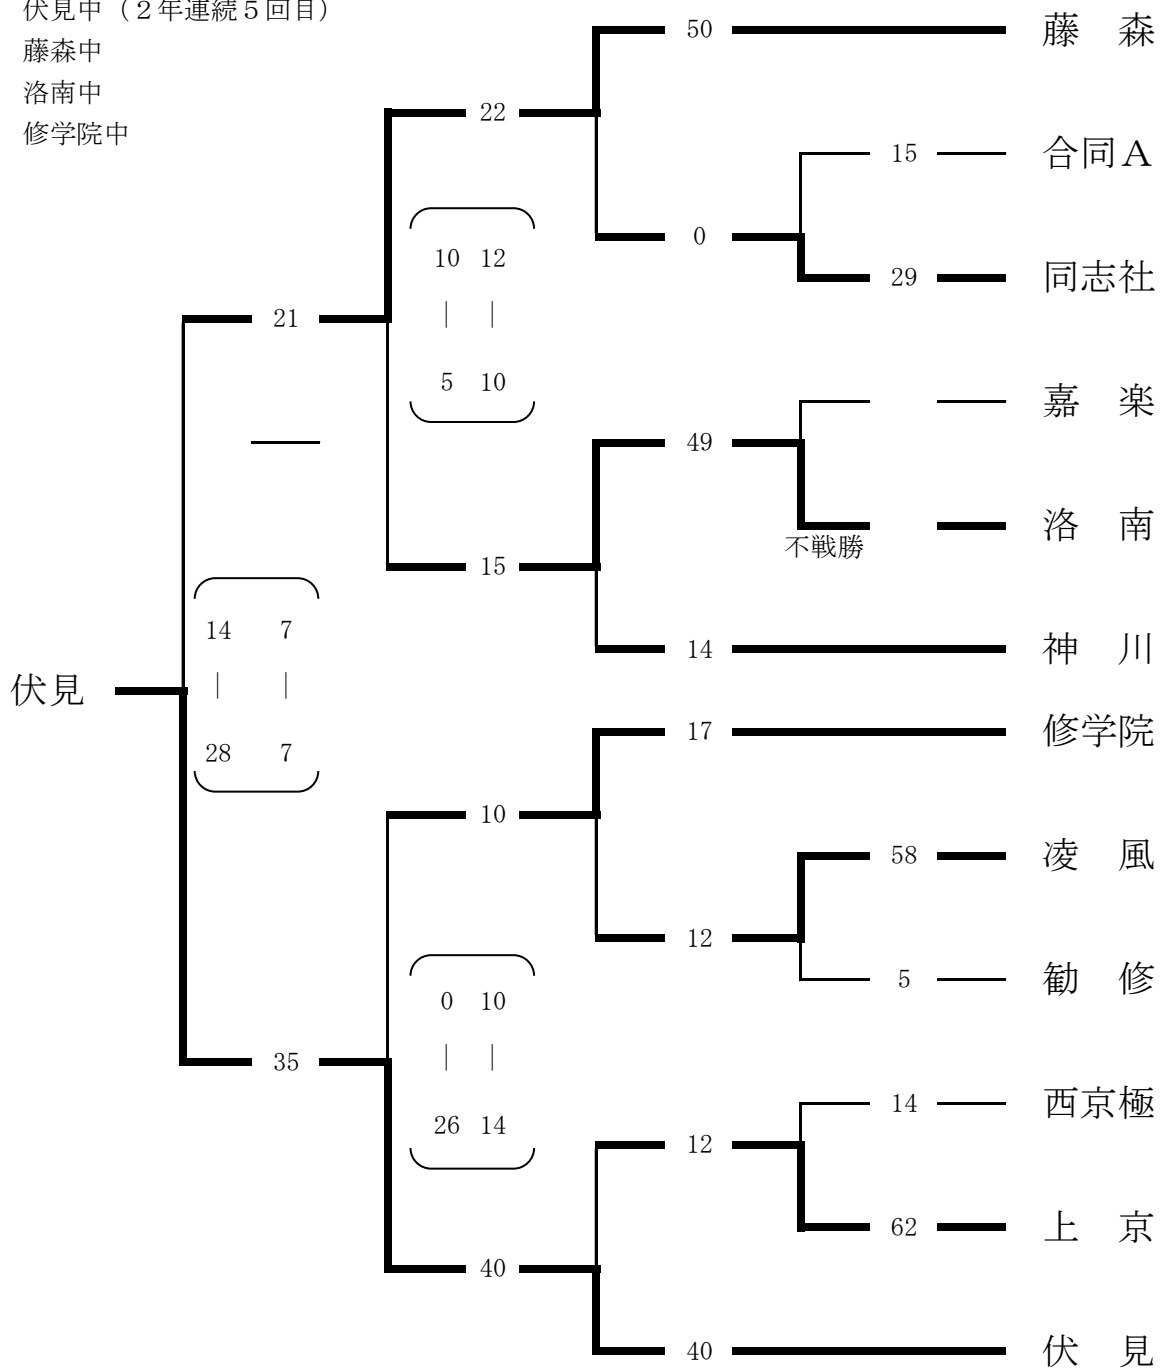 伏見中（２年連続５回目）
藤森中
洛南中
修学院中
50 藤　森
22
15 合同Ａ
0
10 12
29 同志社
21
｜ ｜
5 10
嘉　楽
49
洛　南
不戦勝
15
14 7
14 神　川
伏見
｜ ｜
17 修学院
28 7
10
58 凌　風
12
5 勧　修
0 10
｜ ｜
35
14 西京極
26 14
12
62 上　京
40
40 伏　見